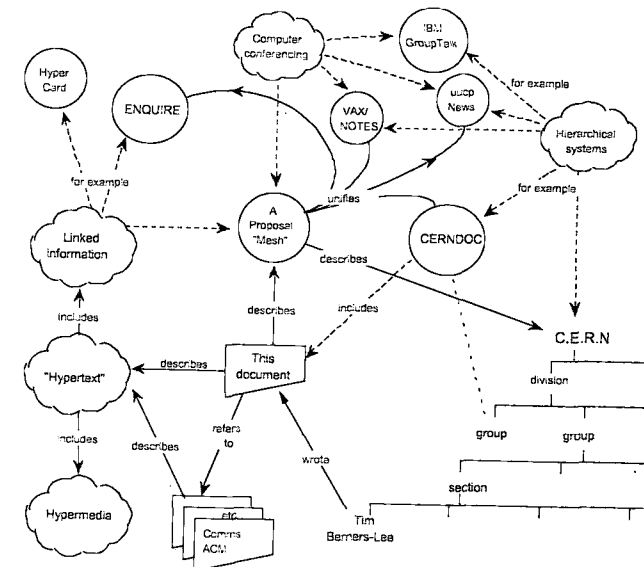 IBM
GroupTalk
Computer
conferencing
Hyper
Card
ENQUIRE
for example
uucp
News
VAX/
NOTES
Hierarchical
systems
for example
unifies
for example
A
Proposal
"Mesh"
CERNDOC
Linked
information
describes
includes
describes
includes
C.E.R.N
This
document
describes
"Hypertext"
division
refers
to
describes
includes
group
group
wrote
section
Hypermedia
etc
Comms
ACM
Tim
Berners-Lee